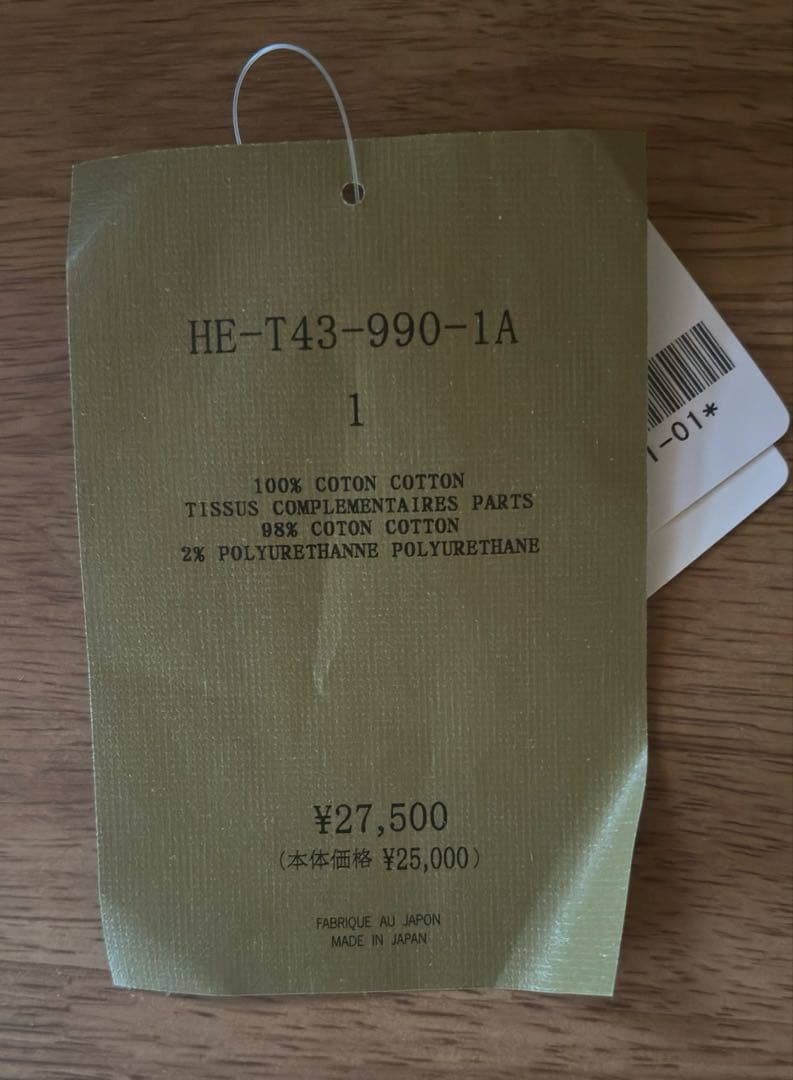 HE-T43-990-1A
1
100% COTON COTTON
TISSUS COMPLEMENTAIRES PARTS
98% COTON COTTON
2% POLYURETHANNE POLYURETHANE
¥27,500
(本体価格 ¥25,000)
FABRIQUE AU JAPON
MADE IN JAPAN
1-01*